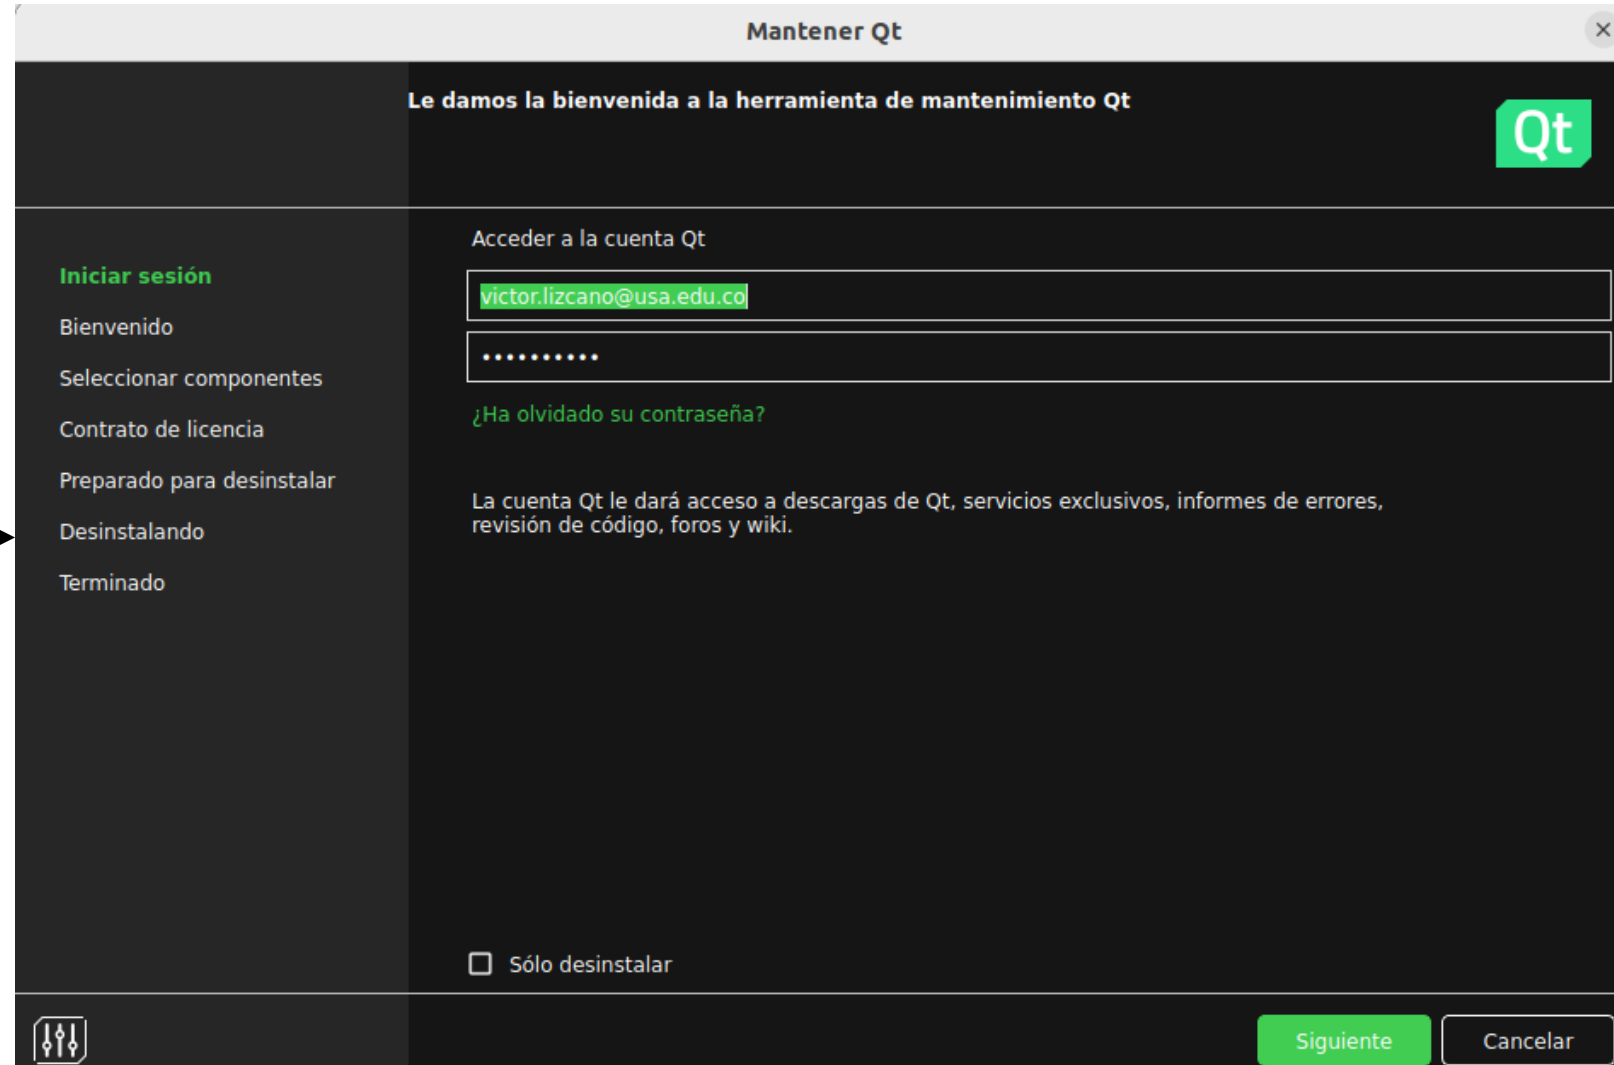 Mantener Qt
Le damos la bienvenida a la herramienta de mantenimiento Qt
Qt
Iniciar sesión
Bienvenido
Seleccionar componentes
Contrato de licencia
Preparado para desinstalar
Desinstalando
Terminado
Acceder a la cuenta Qt
victor.lizcano@usa.edu.co
••••••••••
¿Ha olvidado su contraseña?
La cuenta Qt le dará acceso a descargas de Qt, servicios exclusivos, informes de errores,
revisión de código, foros y wiki.
Sólo desinstalar
Siguiente
Cancelar